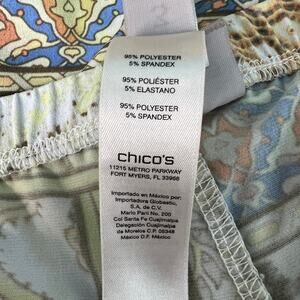 95% POLYESTER
5% SPANDEX
95% POLIÉSTER
5% ELASTANO
95% POLYESTER
5% SPANDEX
chico's
11215 METRO PARKWAY
FORT MYERS, FL 33966
Importado en México por:
Importadora Globastic,
S.A. de C.V.
Mario Pani No. 200
Col Santa Fe Cuajimalpa
Delegación Cuajimalpa
de Morelos C.P. 05348
México D.F. MÉXICO